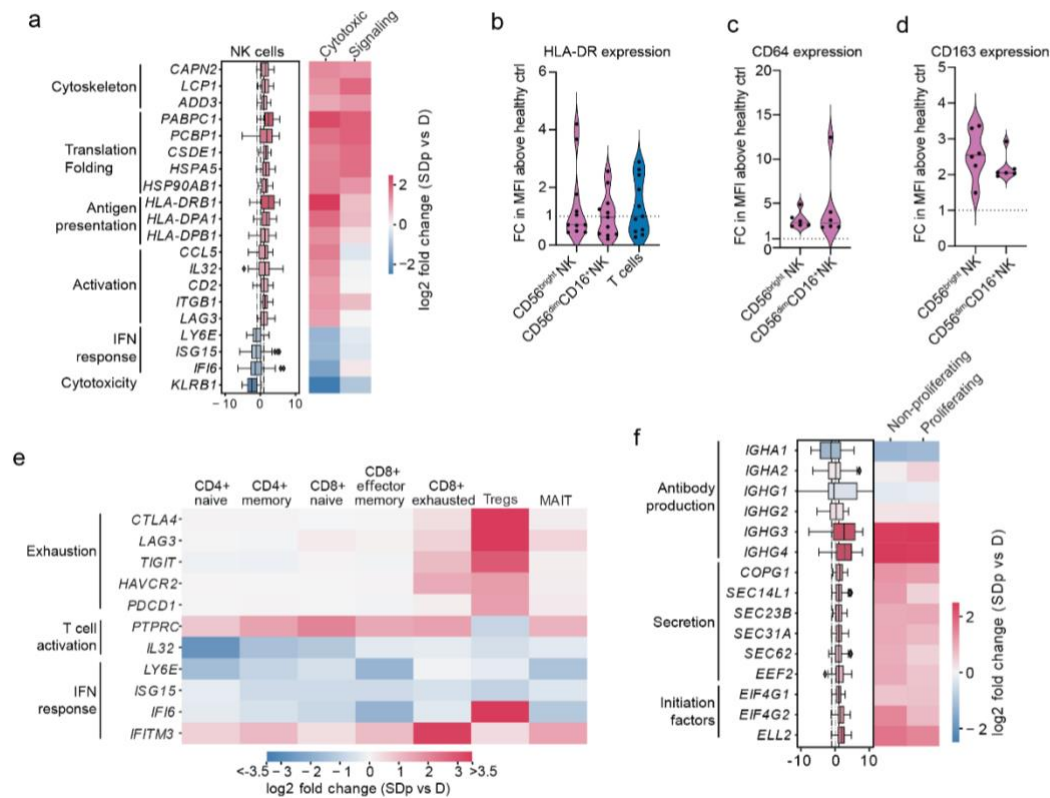 a
NK cells
Cytotoxic
Signaling
Cytoskeleton
CAPN2
LCP1
ADD3
Translation
Folding
PABPC1
PCBP1
CSDE1
HSPA5
HSP90AB1
Antigen
presentation
HLA-DRB1
HLA-DPA1
HLA-DPB1
Activation
CCL5
IL32
CD2
ITGB1
LAG3
IFN
response
LY6E
ISG15
IFI6
Cytotoxicity
KLRB1
-10 0 10
2
0
-2
log2 fold change (SDp vs D)
b
HLA-DR expression
FC in MFI above healthy ctrl
6
4
2
1
0
CD56bright NK
CD56dimCD16+NK
T cells
c
CD64 expression
FC in MFI above healthy ctrl
20
15
10
5
4
1
CD56bright NK
CD56dimCD16+NK
d
CD163 expression
FC in MFI above healthy ctrl
5
4
3
2
1
0
CD56bright NK
CD56dimCD16+NK
e
CD4+
naive
CD4+
memory
CD8+
naive
CD8+
effector
memory
CD8+
exhausted
Tregs
MAIT
Exhaustion
CTLA4
LAG3
TIGIT
HAVCR2
PDCD1
T cell
activation
PTPRC
IL32
IFN
response
LY6E
ISG15
IFI6
IFITM3
<-3.5 -3 -2 -1 0 1 2 3 >3.5
log2 fold change (SDp vs D)
f
Non-proliferating
Proliferating
Antibody
production
IGHA1
IGHA2
IGHG1
IGHG2
IGHG3
IGHG4
Secretion
COPG1
SEC14L1
SEC23B
SEC31A
SEC62
EEF2
Initiation
factors
EIF4G1
EIF4G2
ELL2
-10 0 10
2
0
-2
log2 fold change (SDp vs D)